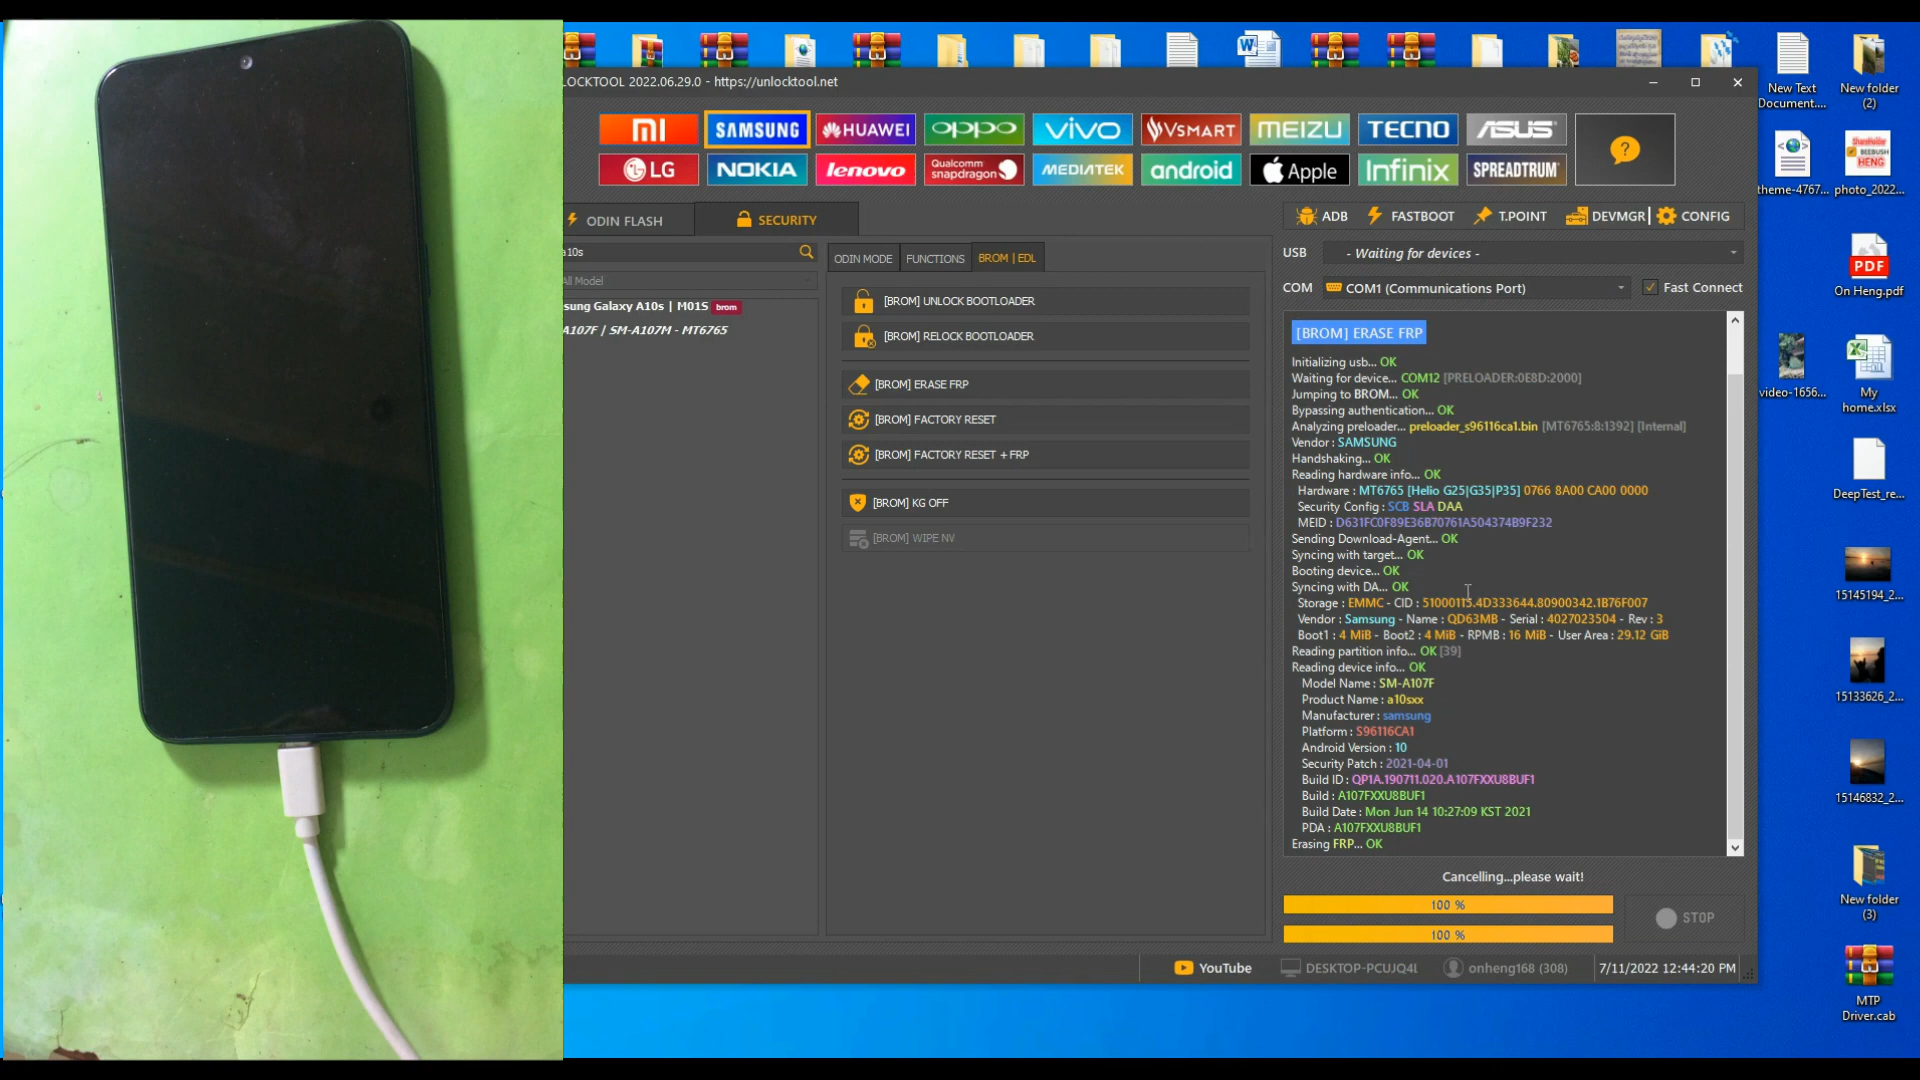 LOCKTOOL 2022.06.29.0 - https://unlocktool.net
mi
SAMSUNG
HUAWEI
oppo
vivo
VSMART
MEIZU
TECNO
ASUS
LG
NOKIA
lenovo
Qualcomm snapdragon
MEDIATEK
android
Apple
Infinix
SPREADTRUM
?
ODIN FLASH
SECURITY
ADB
FASTBOOT
T.POINT
DEVMGR
CONFIG
a10s
All Model
sung Galaxy A10s | M01S brom
A107F / SM-A107M - MT6765
ODIN MODE
FUNCTIONS
BROM | EDL
[BROM] UNLOCK BOOTLOADER
[BROM] RELOCK BOOTLOADER
[BROM] ERASE FRP
[BROM] FACTORY RESET
[BROM] FACTORY RESET + FRP
[BROM] KG OFF
[BROM] WIPE NV
USB - Waiting for devices -
COM COM1 (Communications Port) Fast Connect
[BROM] ERASE FRP
Initializing usb... OK
Waiting for device... COM12 [PRELOADER:0E8D:2000]
Jumping to BROM... OK
Bypassing authentication... OK
Analyzing preloader... preloader_s96116ca1.bin [MT6765:8:1392] [Internal]
Vendor : SAMSUNG
Handshaking... OK
Reading hardware info... OK
Hardware : MT6765 [Helio G25|G35|P35] 0766 8A00 CA00 0000
Security Config : SCB SLA DAA
MEID : D631FC0F89E36B70761A504374B9F232
Sending Download-Agent... OK
Syncing with target... OK
Booting device... OK
Syncing with DA... OK
Storage : EMMC - CID : 51000115.4D333644.80900342.1B76F007
Vendor : Samsung - Name : QD63MB - Serial : 4027023504 - Rev : 3
Boot1 : 4 MiB - Boot2 : 4 MiB - RPMB : 16 MiB - User Area : 29.12 GiB
Reading partition info... OK [39]
Reading device info... OK
Model Name : SM-A107F
Product Name : a10sxx
Manufacturer : samsung
Platform : S96116CA1
Android Version : 10
Security Patch : 2021-04-01
Build ID : QP1A.190711.020.A107FXXU8BUF1
Build : A107FXXU8BUF1
Build Date : Mon Jun 14 10:27:09 KST 2021
PDA : A107FXXU8BUF1
Erasing FRP... OK
Cancelling...please wait!
100 %
100 %
STOP
YouTube
DESKTOP-PCUJQ4I
onheng168 (308)
7/11/2022 12:44:20 PM
New Text
Document....
New folder
(2)
theme-4767...
BEEBUSH
HENG
photo_2022...
PDF
On Heng.pdf
video-1656...
My
home.xlsx
DeepTest_re...
15145194_2...
15133626_2...
15146832_2...
New folder
(3)
MTP
Driver.cab